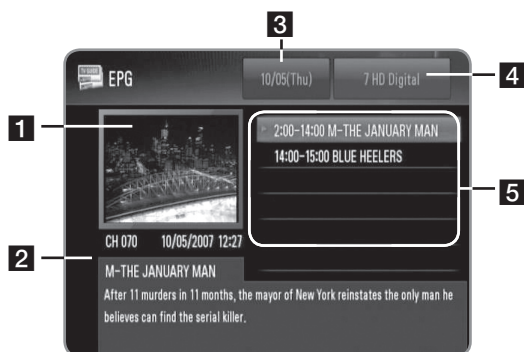 3
4
TV GUIDE
EPG
10/05(Thu)
7 HD Digital
1
2:00-14:00 M-THE JANUARY MAN
14:00-15:00 BLUE HEELERS
5
CH 070 10/05/2007 12:27
2
M-THE JANUARY MAN
After 11 murders in 11 months, the mayor of New York reinstates the only man he
believes can find the serial killer.